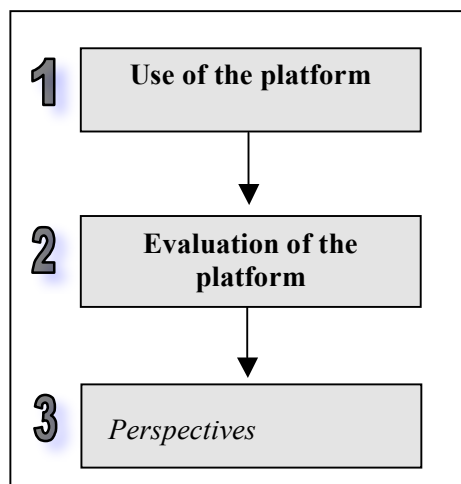 1
Use of the platform
2
Evaluation of the
platform
3
Perspectives